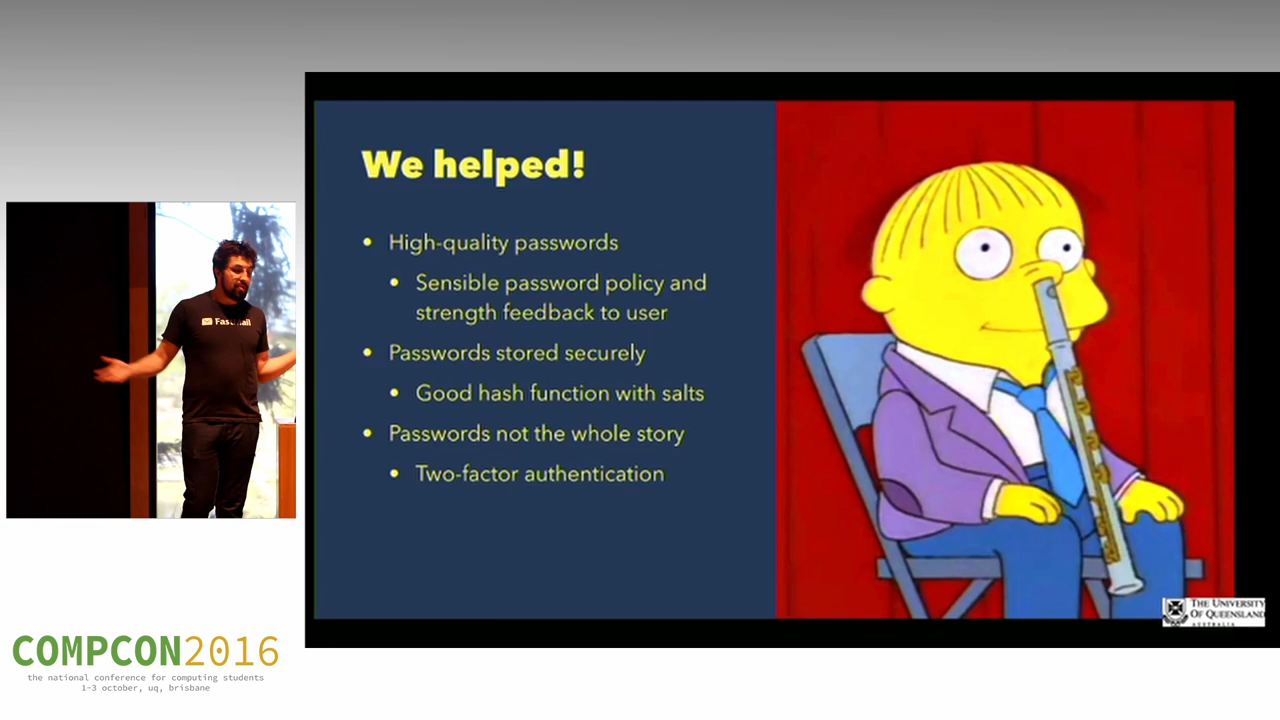 We helped!
• High-quality passwords
• Sensible password policy and
strength feedback to user
• Passwords stored securely
• Good hash function with salts
• Passwords not the whole story
• Two-factor authentication
FastMail
THE UNIVERSITY
OF QUEENSLAND
AUSTRALIA
COMPCON2016
the national conference for computing students
1-3 october, uq, brisbane